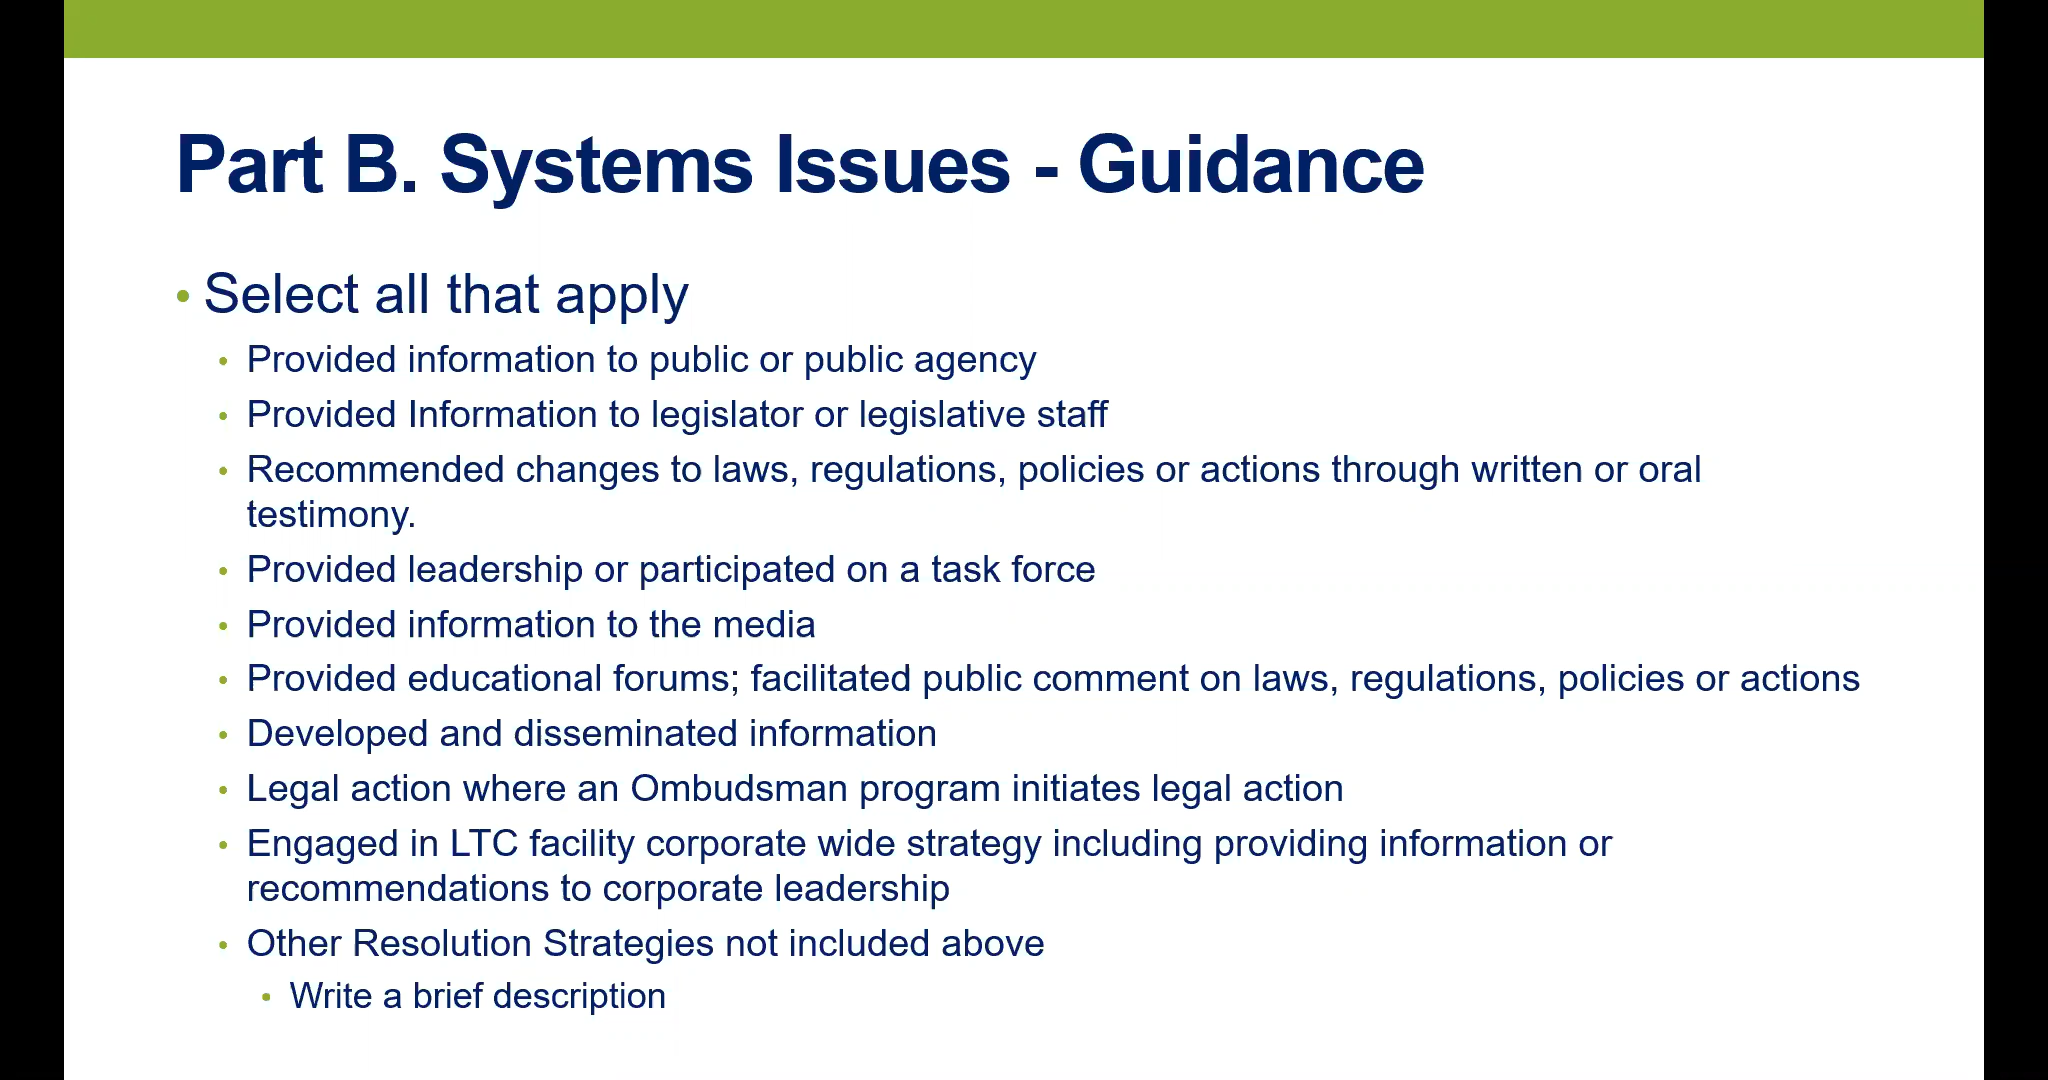 Part B. Systems Issues - Guidance
• Select all that apply
• Provided information to public or public agency
• Provided Information to legislator or legislative staff
• Recommended changes to laws, regulations, policies or actions through written or oral
testimony.
• Provided leadership or participated on a task force
• Provided information to the media
• Provided educational forums; facilitated public comment on laws, regulations, policies or actions
• Developed and disseminated information
• Legal action where an Ombudsman program initiates legal action
• Engaged in LTC facility corporate wide strategy including providing information or
recommendations to corporate leadership
• Other Resolution Strategies not included above
• Write a brief description